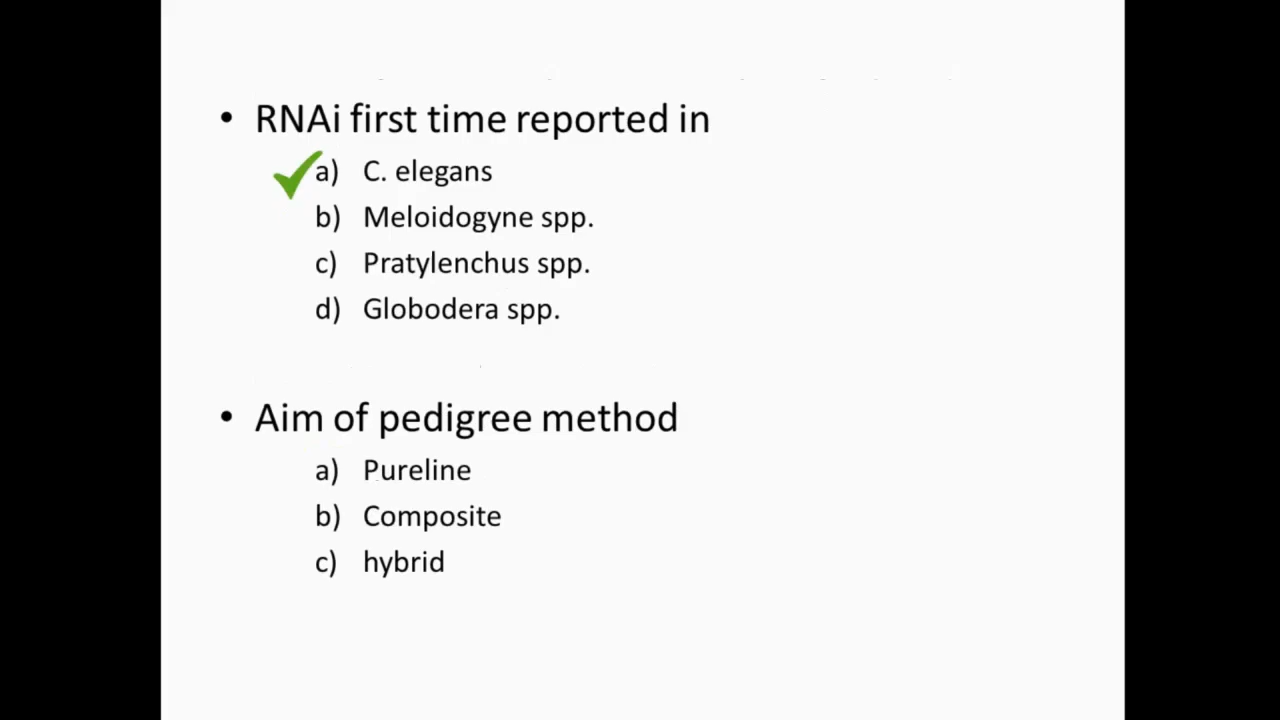 • RNAi first time reported in
a) C. elegans
b) Meloidogyne spp.
c) Pratylenchus spp.
d) Globodera spp.
• Aim of pedigree method
a) Pureline
b) Composite
c) hybrid